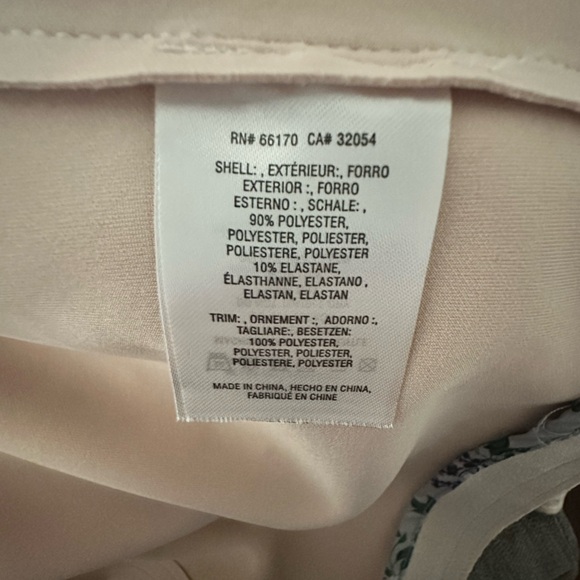 RN# 66170 CA# 32054
SHELL: , EXTÉRIEUR:, FORRO
EXTERIOR :, FORRO
ESTERNO : , SCHALE: ,
90% POLYESTER,
POLYESTER, POLIESTER,
POLIESTERE, POLYESTER
10% ELASTANE,
ÉLASTHANNE, ELASTANO ,
ELASTAN, ELASTAN
TRIM: , ORNEMENT :, ADORNO :,
TAGLIARE:, BESETZEN:
100% POLYESTER,
POLYESTER, POLIESTER,
POLIESTERE, POLYESTER
MADE IN CHINA, HECHO EN CHINA,
FABRIQUÉ EN CHINE